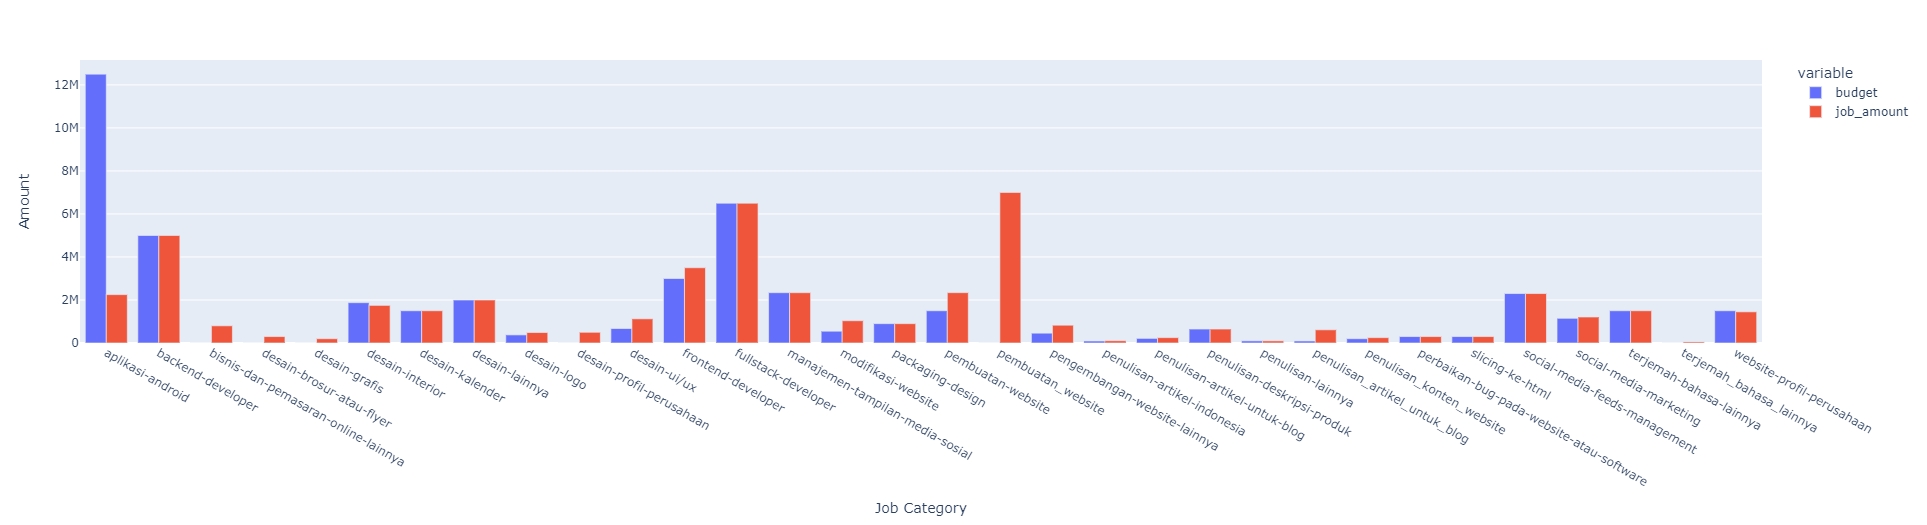 12M
10M
8M
6M
4M
2M
0
Amount
aplikasi-android
backend-developer
bisnis-dan-pemasaran-online-lainnya
desain-brosur-atau-flyer
desain-grafis
desain-interior
desain-kalender
desain-lainnya
desain-logo
desain-profil-perusahaan
desain-ui/ux
frontend-developer
fullstack-developer
manajemen-tampilan-media-sosial
modifikasi-website
packaging-design
pembuatan-website
pembuatan_website
pengembangan-website-lainnya
penulisan-artikel-indonesia
penulisan-artikel-untuk-blog
penulisan-deskripsi-produk
penulisan-lainnya
penulisan_artikel_untuk_blog
penulisan_konten_website
perbaikan-bug-pada-website-atau-software
slicing-ke-html
social-media-feeds-management
social-media-marketing
terjemah-bahasa-lainnya
terjemah_bahasa_lainnya
website-profil-perusahaan
Job Category
variable
budget
job_amount